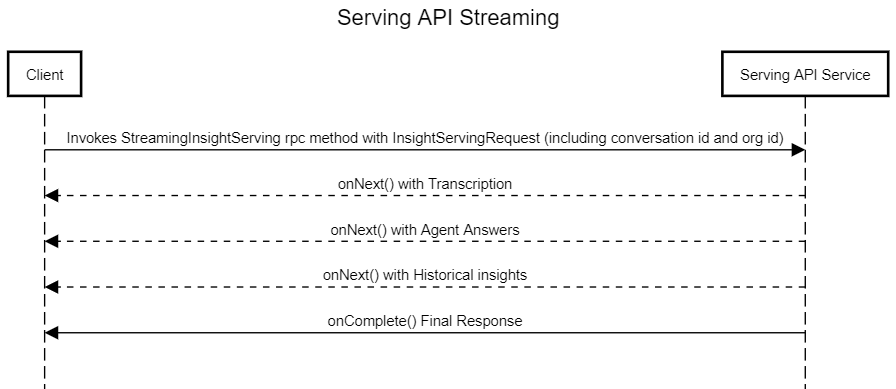 Serving API Streaming
Client
Serving API Service
Invokes StreamingInsightServing rpc method with InsightServingRequest (including conversation id and org id)
onNext() with Transcription
onNext() with Agent Answers
onNext() with Historical insights
onComplete() Final Response